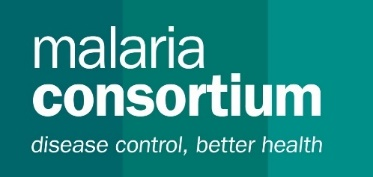 malaria
consortium
disease control, better health